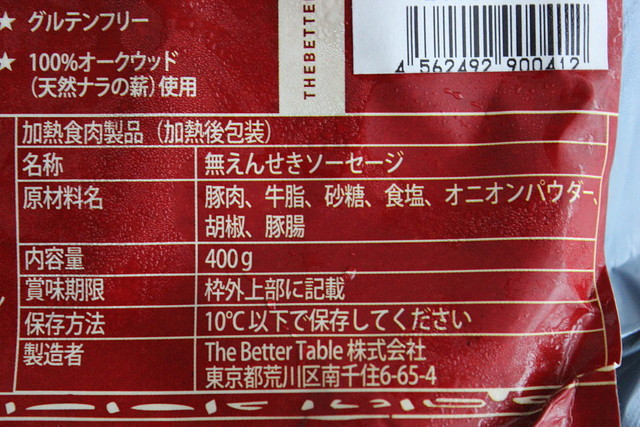 ★ グルテンフリー
★ 100%オークウッド
(天然ナラの薪)使用
THE BETTER
4 562492 900412
加熱食肉製品(加熱後包装)
名称 無えんせきソーセージ
原材料名 豚肉、牛脂、砂糖、食塩、オニオンパウダー、
胡椒、豚腸
内容量 400g
賞味期限 枠外上部に記載
保存方法 10℃以下で保存してください
製造者 The Better Table 株式会社
東京都荒川区南千住6-65-4